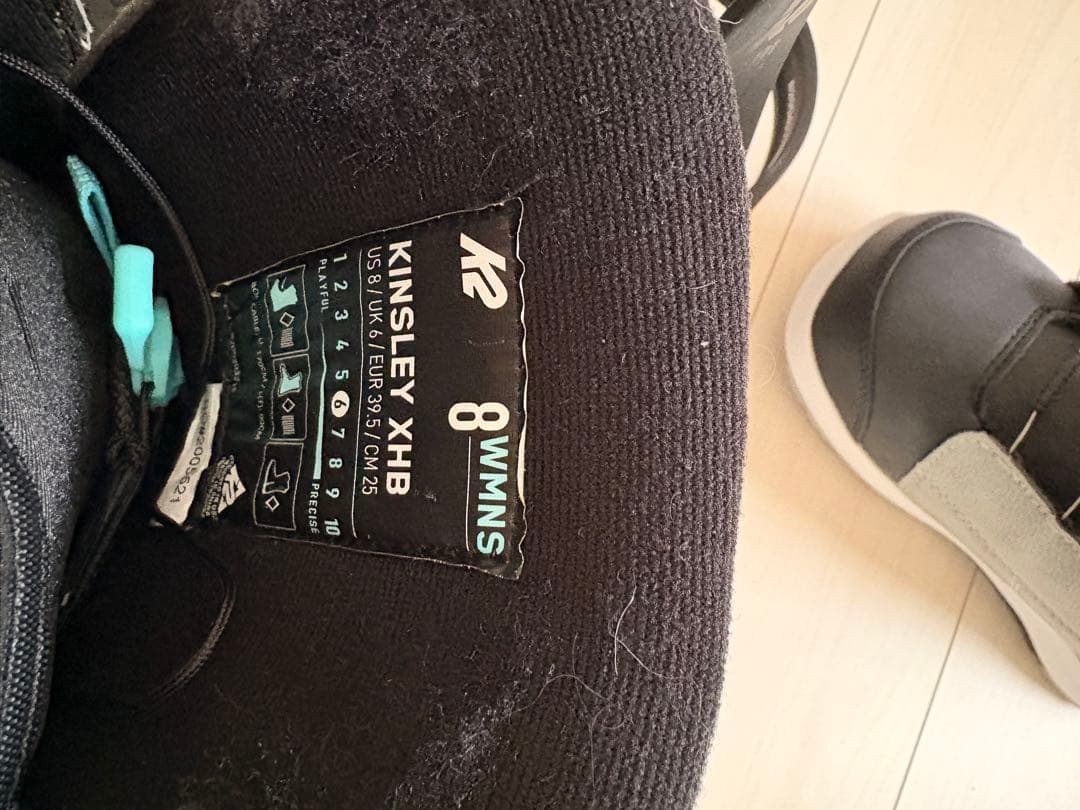 K2
8 WMNS
KINSLEY XHB
US 8 / UK 6 / EUR 39.5 / CM 25
1 2 3 4 5 6 7 8 9 10
PLAYFUL PRECISE
K2